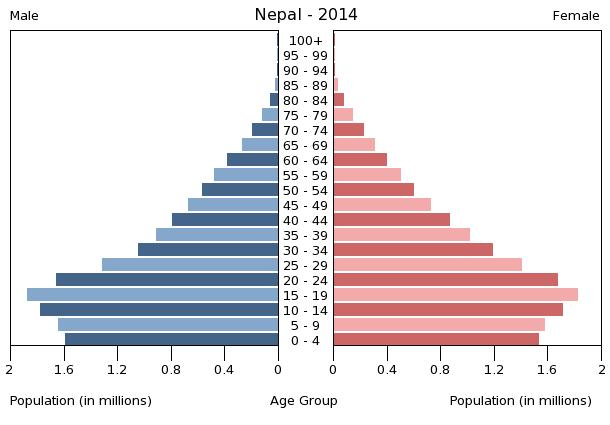 Male Nepal - 2014 Female
100+
95 - 99
90 - 94
85 - 89
80 - 84
75 - 79
70 - 74
65 - 69
60 - 64
55 - 59
50 - 54
45 - 49
40 - 44
35 - 39
30 - 34
25 - 29
20 - 24
15 - 19
10 - 14
5 - 9
0 - 4
2 1.6 1.2 0.8 0.4 0 0 0.4 0.8 1.2 1.6 2
Population (in millions) Age Group Population (in millions)